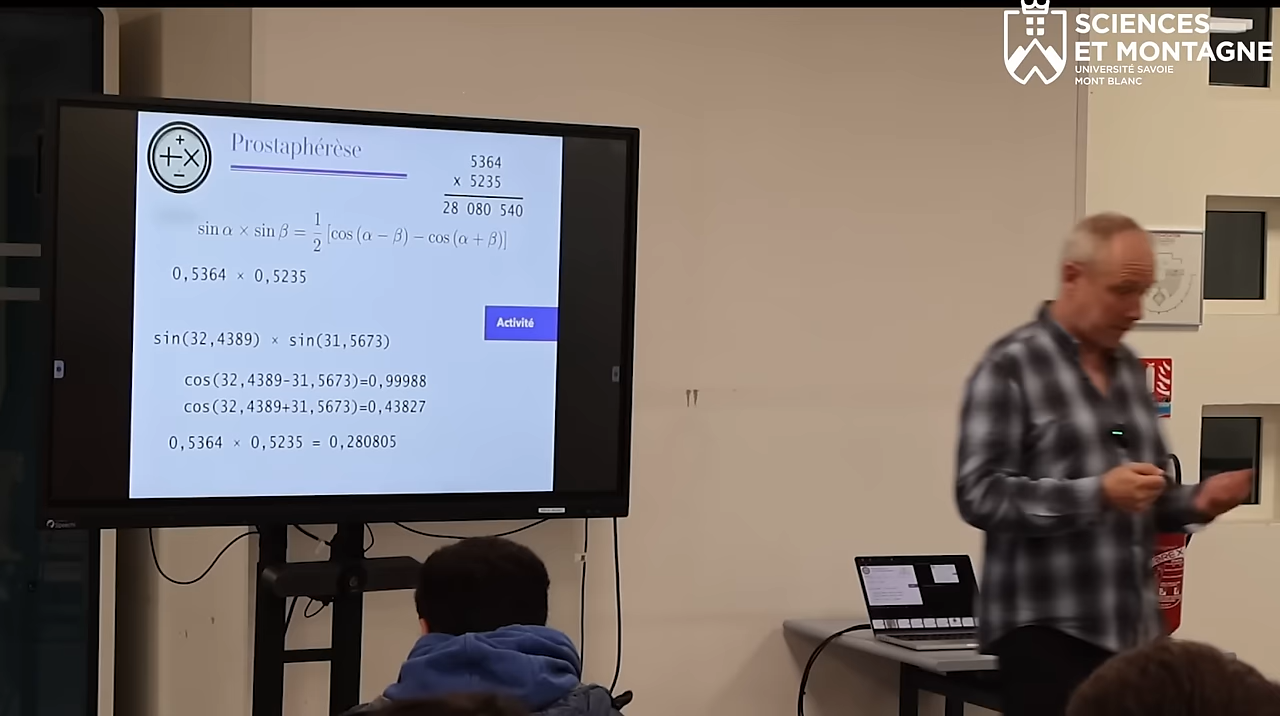 SCIENCES
ET MONTAGNE
UNIVERSITÉ SAVOIE
MONT BLANC
Prostaphérèse
5364
x 5235
28 080 540
sin α × sin β = 1/2 [cos (α − β) − cos (α + β)]
0,5364 × 0,5235
Activité
sin(32,4389) × sin(31,5673)
cos(32,4389-31,5673)=0,99988
cos(32,4389+31,5673)=0,43827
0,5364 × 0,5235 = 0,280805